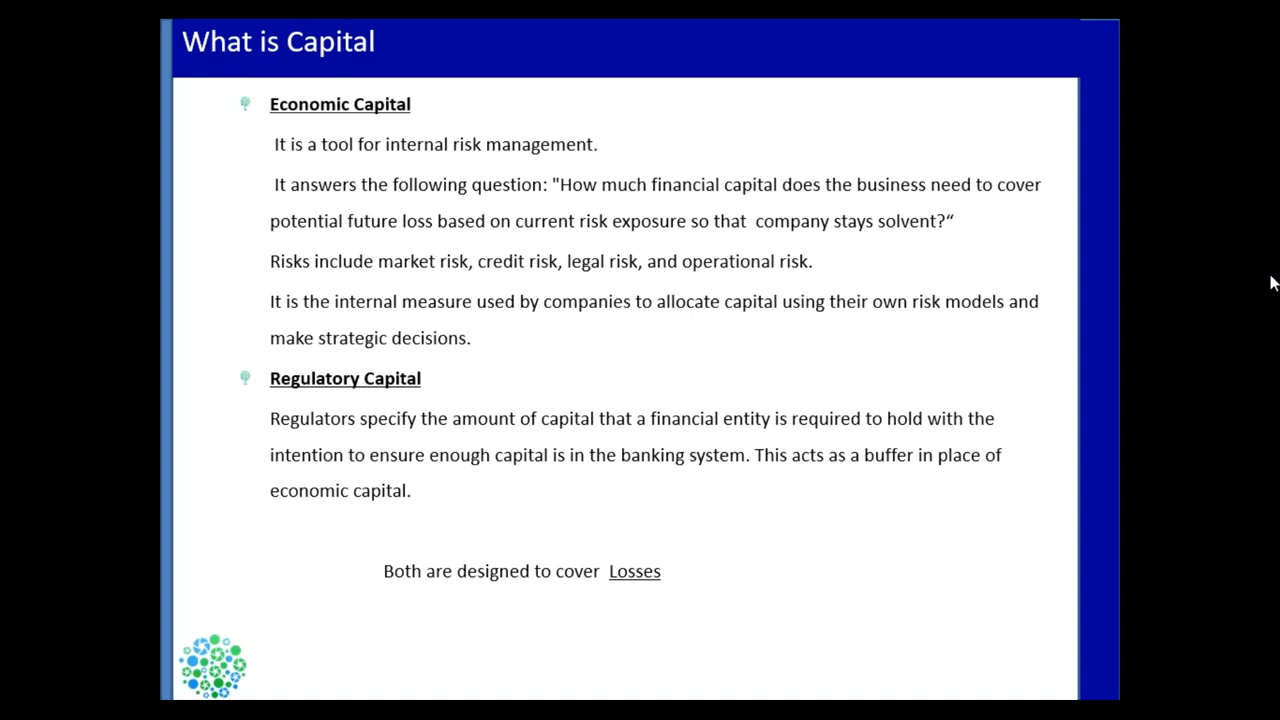 What is Capital
Economic Capital
It is a tool for internal risk management.
It answers the following question: "How much financial capital does the business need to cover
potential future loss based on current risk exposure so that  company stays solvent?“
Risks include market risk, credit risk, legal risk, and operational risk.
It is the internal measure used by companies to allocate capital using their own risk models and
make strategic decisions.
Regulatory Capital
Regulators specify the amount of capital that a financial entity is required to hold with the
intention to ensure enough capital is in the banking system. This acts as a buffer in place of
economic capital.
Both are designed to cover  Losses